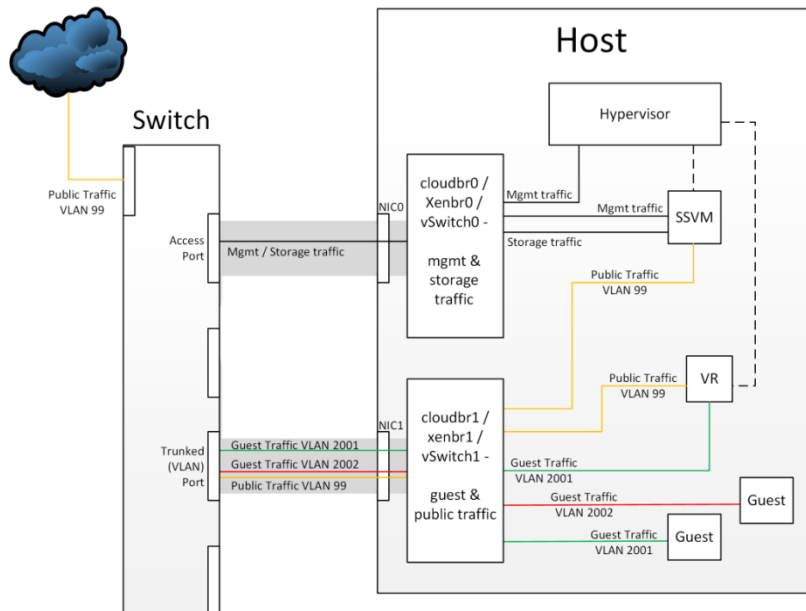 Host
Switch
Hypervisor
Public Traffic
VLAN 99
NIC0
cloudbr0 /
Xenbr0 /
vSwitch0 -
mgmt &
storage
traffic
Mgmt traffic
Mgmt traffic
Storage traffic
SSVM
Access
Port
Mgmt / Storage traffic
Public Traffic
VLAN 99
Public Traffic
VLAN 99
VR
NIC1
cloudbr1 /
xenbr1 /
vSwitch1 -
guest &
public traffic
Trunked
(VLAN)
Port
Guest Traffic VLAN 2001
Guest Traffic VLAN 2002
Public Traffic VLAN 99
Guest Traffic
VLAN 2001
Guest Traffic
VLAN 2002
Guest
Guest Traffic
VLAN 2001
Guest